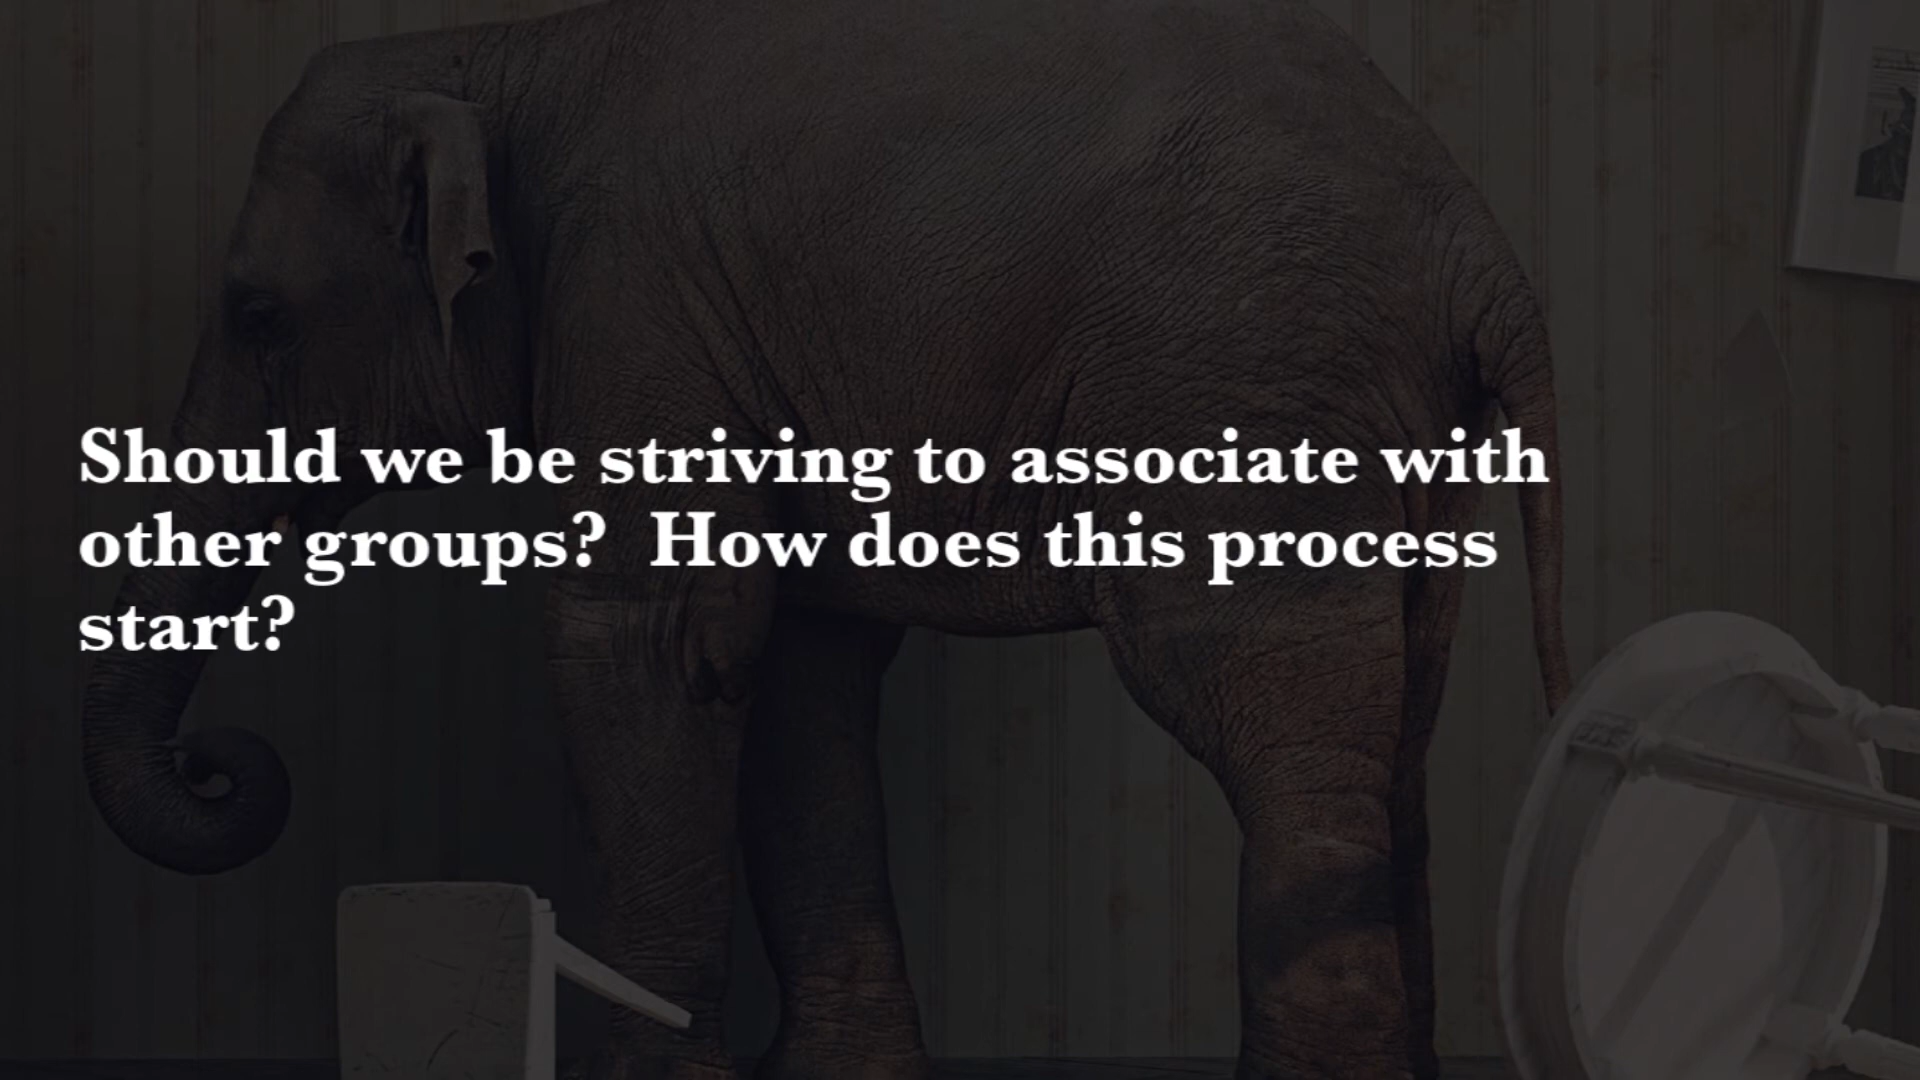 Should we be striving to associate with
other groups?  How does this process
start?